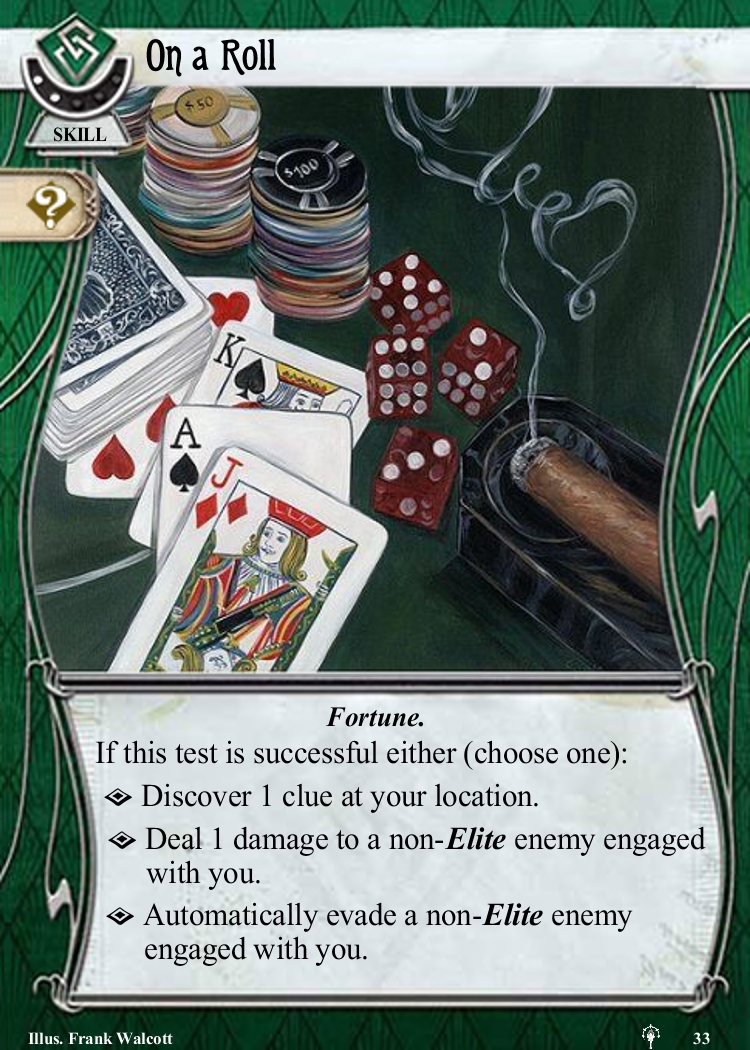 On a Roll
SKILL
?
$50
$100
K
A
J
Fortune.
If this test is successful either (choose one):
Discover 1 clue at your location.
Deal 1 damage to a non-Elite enemy engaged
with you.
Automatically evade a non-Elite enemy
engaged with you.
Illus. Frank Walcott
33